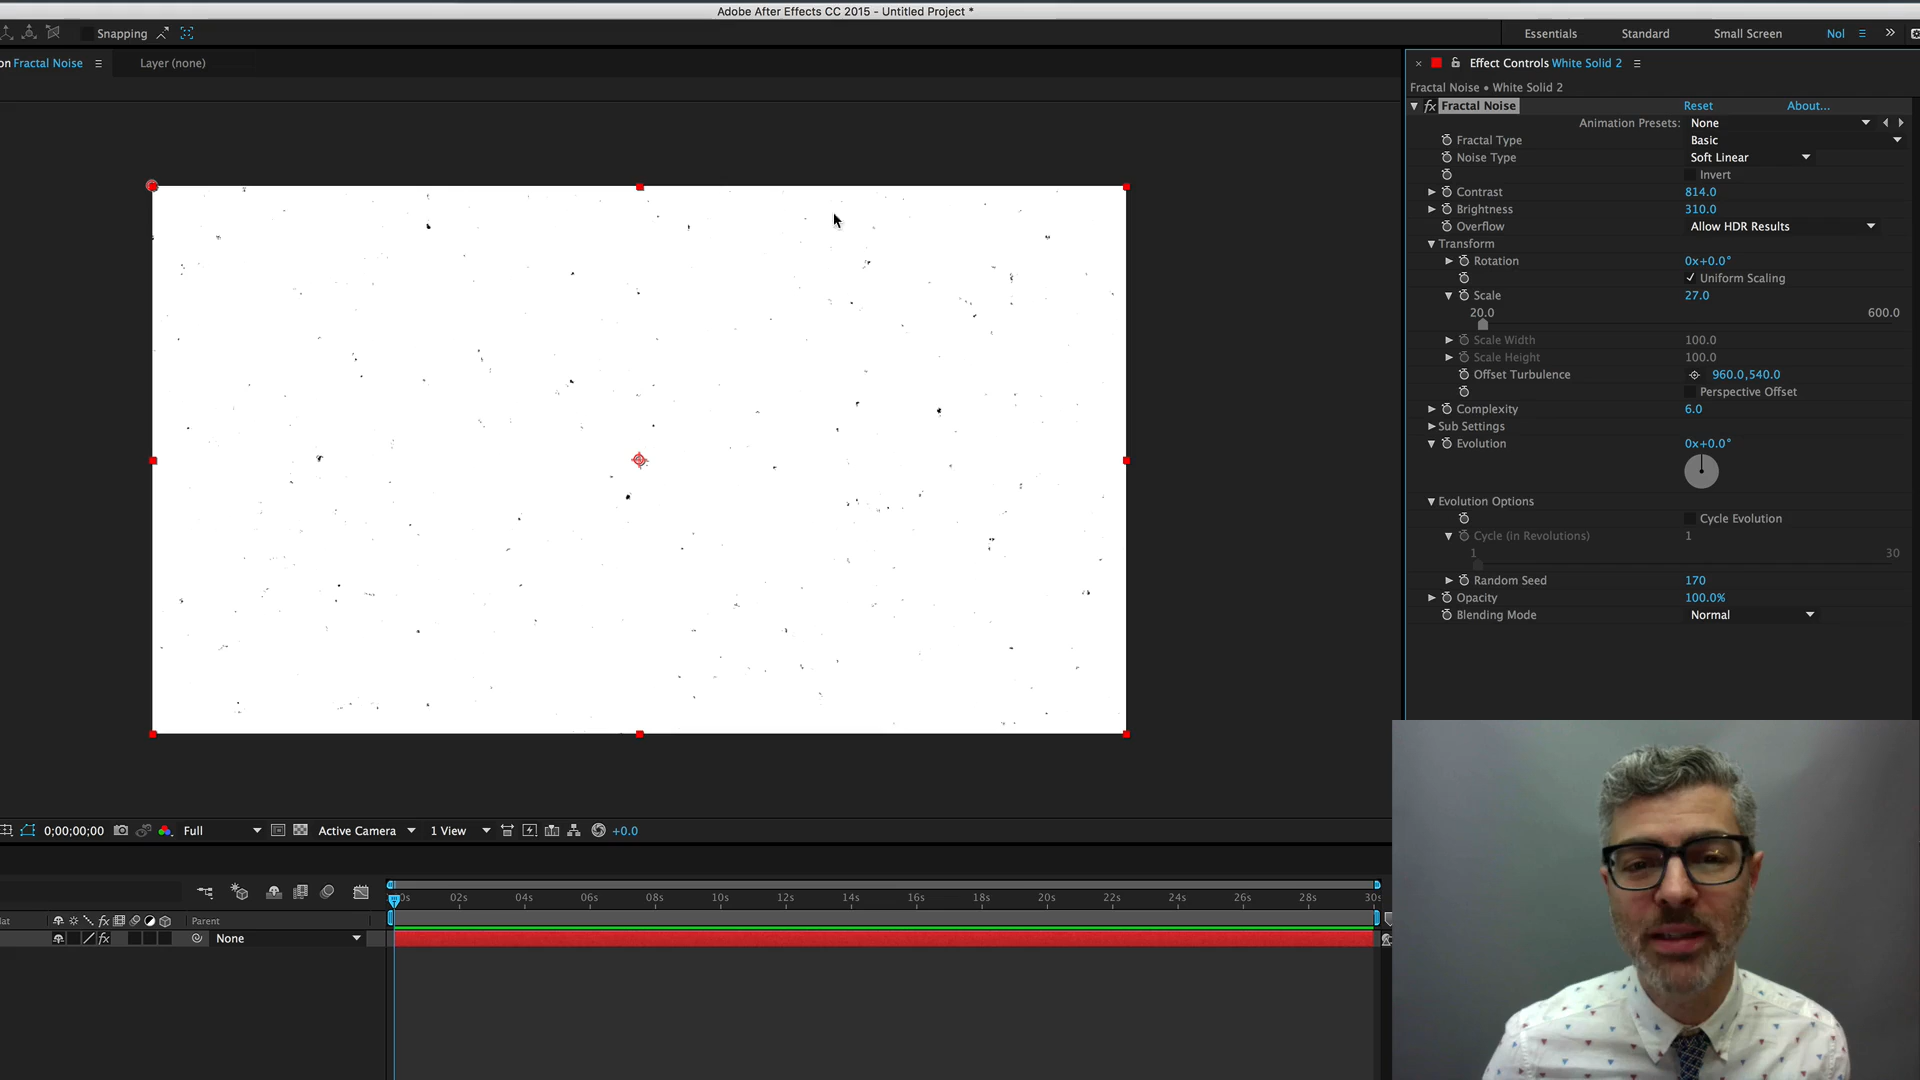 Adobe After Effects CC 2015 - Untitled Project *
Snapping
Essentials
Standard
Small Screen
Nol
on Fractal Noise
Layer (none)
Effect Controls White Solid 2
Fractal Noise • White Solid 2
fx Fractal Noise
Reset
About...
Animation Presets: None
Fractal Type
Basic
Noise Type
Soft Linear
Invert
Contrast
814.0
Brightness
310.0
Overflow
Allow HDR Results
Transform
Rotation
0x+0.0°
Uniform Scaling
Scale
27.0
20.0
600.0
Scale Width
100.0
Scale Height
100.0
Offset Turbulence
960.0,540.0
Perspective Offset
Complexity
6.0
Sub Settings
Evolution
0x+0.0°
Evolution Options
Cycle Evolution
Cycle (in Revolutions)
1
1
30
Random Seed
170
Opacity
100.0%
Blending Mode
Normal
0;00;00;00
Full
Active Camera
1 View
+0.0
0s
02s
04s
06s
08s
10s
12s
14s
16s
18s
20s
22s
24s
26s
28s
30s
fx
Parent
fx
None